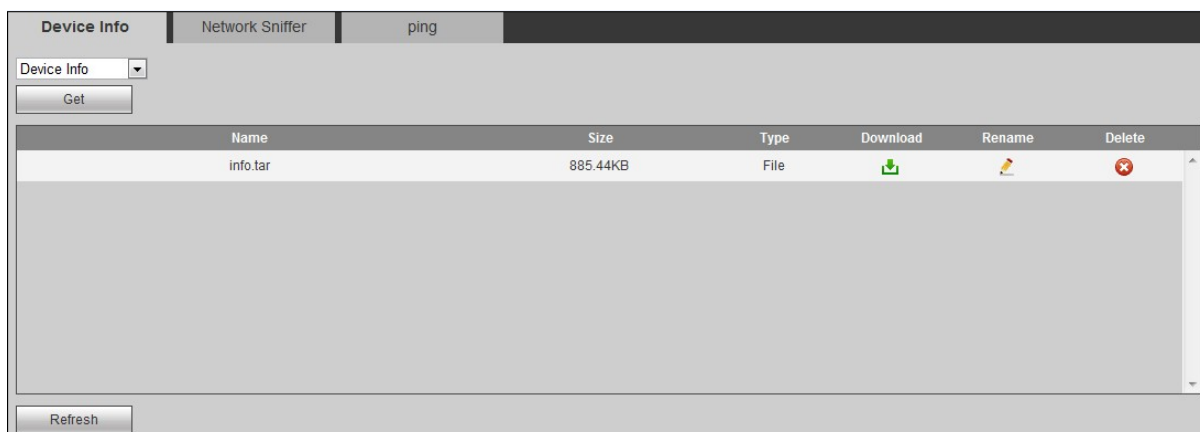 Device Info Network Sniffer ping
Device Info
Get
Name Size Type Download Rename Delete
info.tar 885.44KB File
Refresh